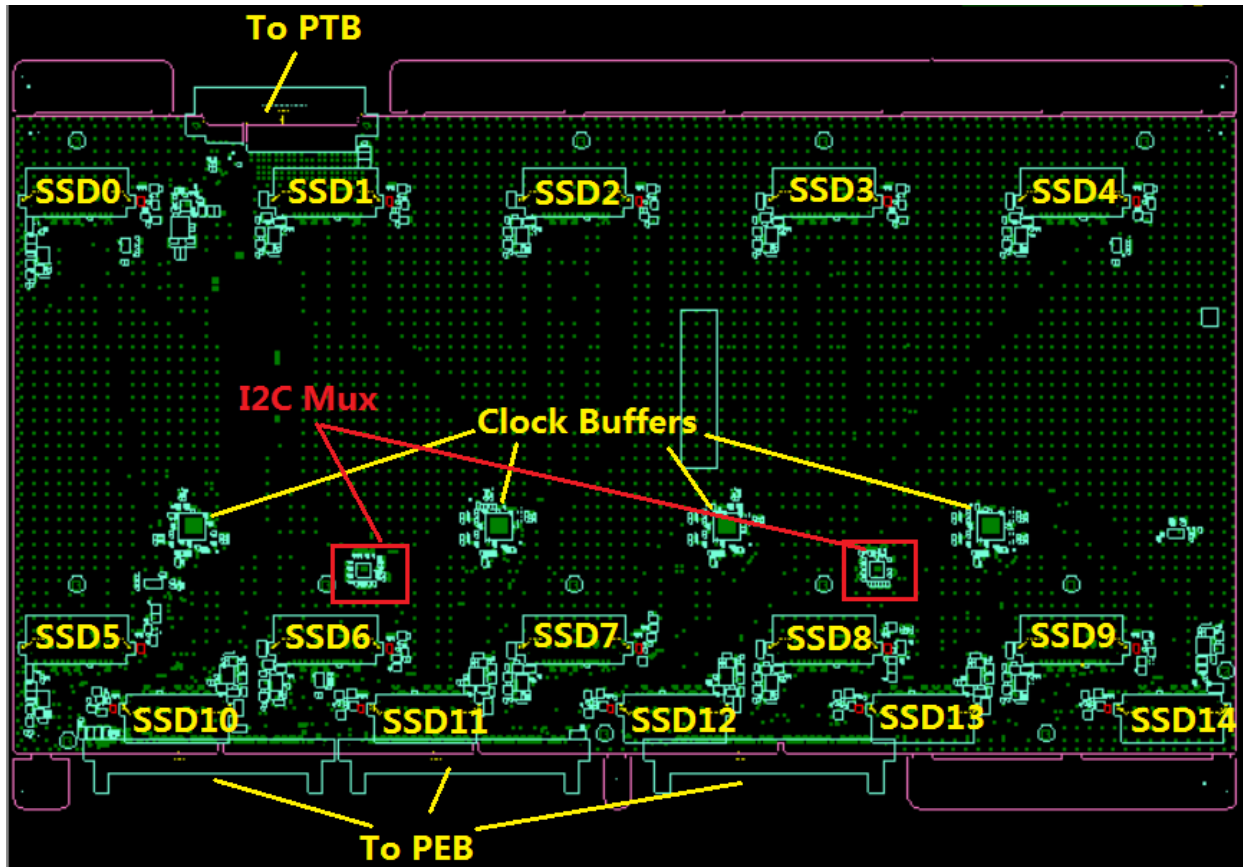 To PTB
SSD0 SSD1 SSD2 SSD3 SSD4
I2C Mux
Clock Buffers
SSD5 SSD6 SSD7 SSD8 SSD9
SSD10 SSD11 SSD12 SSD13 SSD14
To PEB